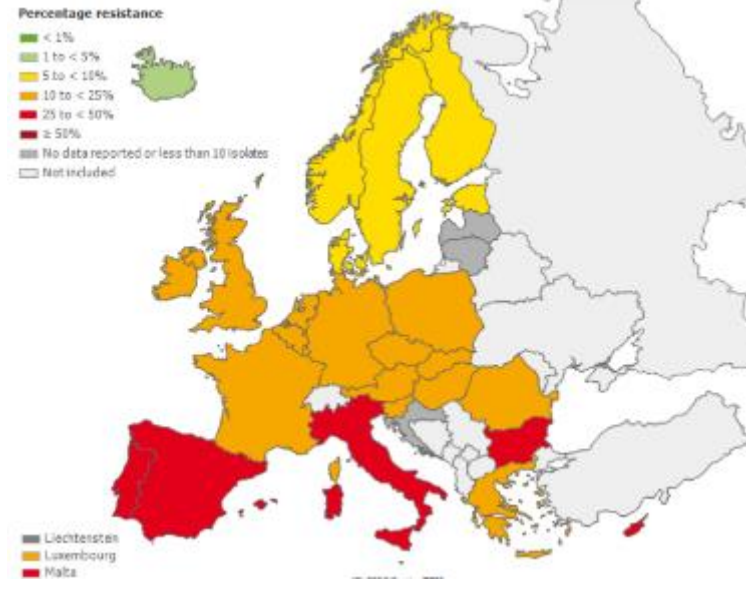 Percentage resistance
< 1%
1 to < 5%
5 to < 10%
10 to < 25%
25 to < 50%
≥ 50%
No data reported or less than 10 isolates
Not included
Liechtenstein
Luxembourg
Malta